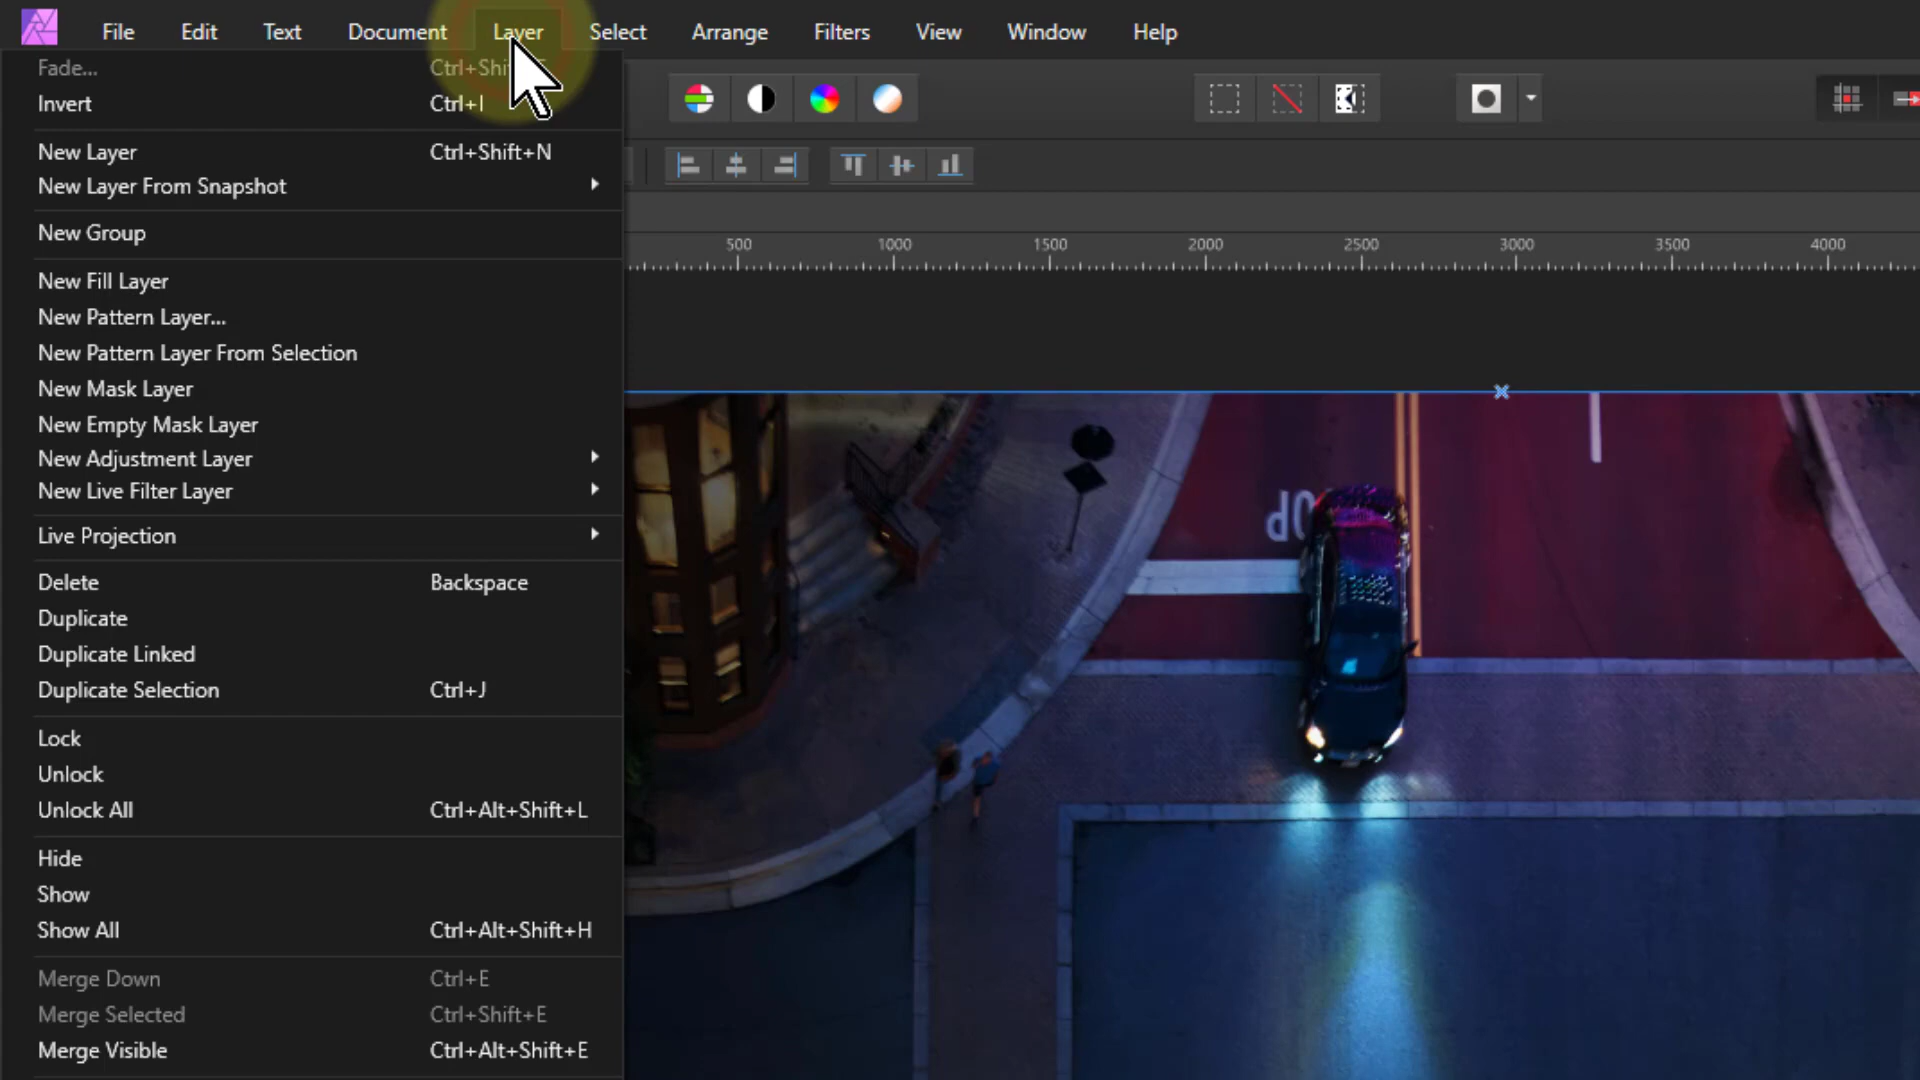 File Edit Text Document Layer Select Arrange Filters View Window Help
Fade...
Invert Ctrl+I
New Layer Ctrl+Shift+N
New Layer From Snapshot
New Group
500 1000 1500 2000 2500 3000 3500 4000
New Fill Layer
New Pattern Layer...
New Pattern Layer From Selection
New Mask Layer
New Empty Mask Layer
New Adjustment Layer
New Live Filter Layer
Live Projection
Delete Backspace
Duplicate
Duplicate Linked
Duplicate Selection Ctrl+J
Lock
Unlock
Unlock All Ctrl+Alt+Shift+L
Hide
Show
Show All Ctrl+Alt+Shift+H
Merge Down Ctrl+E
Merge Selected Ctrl+Shift+E
Merge Visible Ctrl+Alt+Shift+E